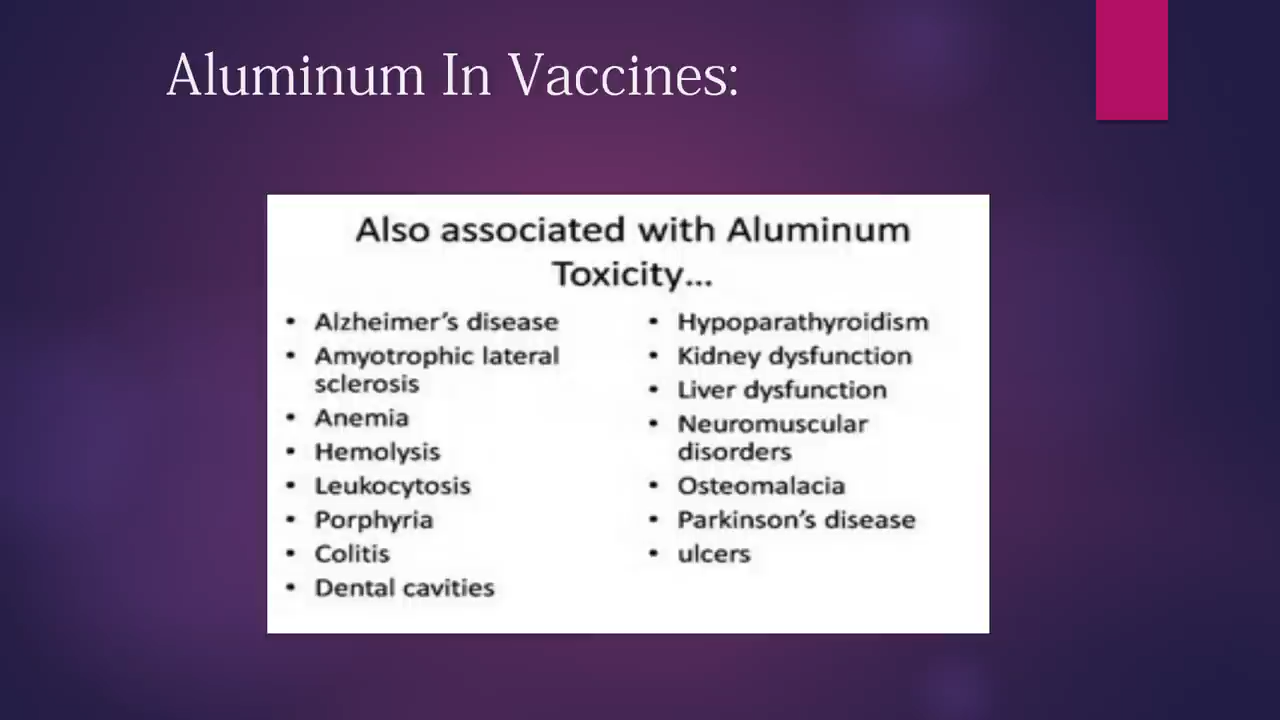 Aluminum In Vaccines:
Also associated with Aluminum
Toxicity...
• Alzheimer's disease
• Amyotrophic lateral
sclerosis
• Anemia
• Hemolysis
• Leukocytosis
• Porphyria
• Colitis
• Dental cavities
• Hypoparathyroidism
• Kidney dysfunction
• Liver dysfunction
• Neuromuscular
disorders
• Osteomalacia
• Parkinson's disease
• ulcers